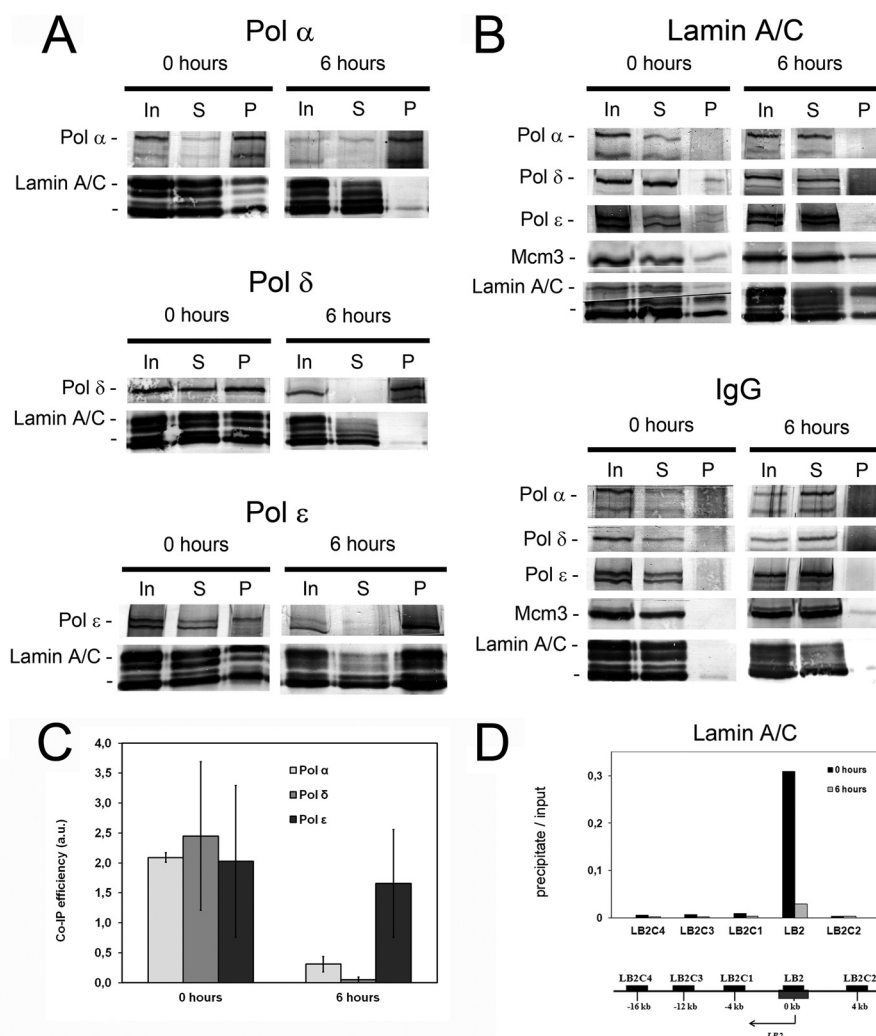 A
Pol α
0 hours 6 hours
In S P In S P
Pol α -
Lamin A/C -
-
Pol δ
0 hours 6 hours
In S P In S P
Pol δ -
Lamin A/C -
-
Pol ε
0 hours 6 hours
In S P In S P
Pol ε -
Lamin A/C -
-
B
Lamin A/C
0 hours 6 hours
In S P In S P
Pol α -
Pol δ -
Pol ε -
Mcm3 -
Lamin A/C -
-
IgG
0 hours 6 hours
In S P In S P
Pol α -
Pol δ -
Pol ε -
Mcm3 -
Lamin A/C -
-
C
Co-IP efficiency (a.u.)
4,0
3,5
3,0
2,5
2,0
1,5
1,0
0,5
0,0
Pol α
Pol δ
Pol ε
0 hours 6 hours
D
Lamin A/C
precipitate / input
0,3
0,2
0,1
0
0 hours
6 hours
LB2C4 LB2C3 LB2C1 LB2 LB2C2
LB2C4 LB2C3 LB2C1 LB2 LB2C2
-16 kb -12 kb -4 kb 0 kb 4 kb